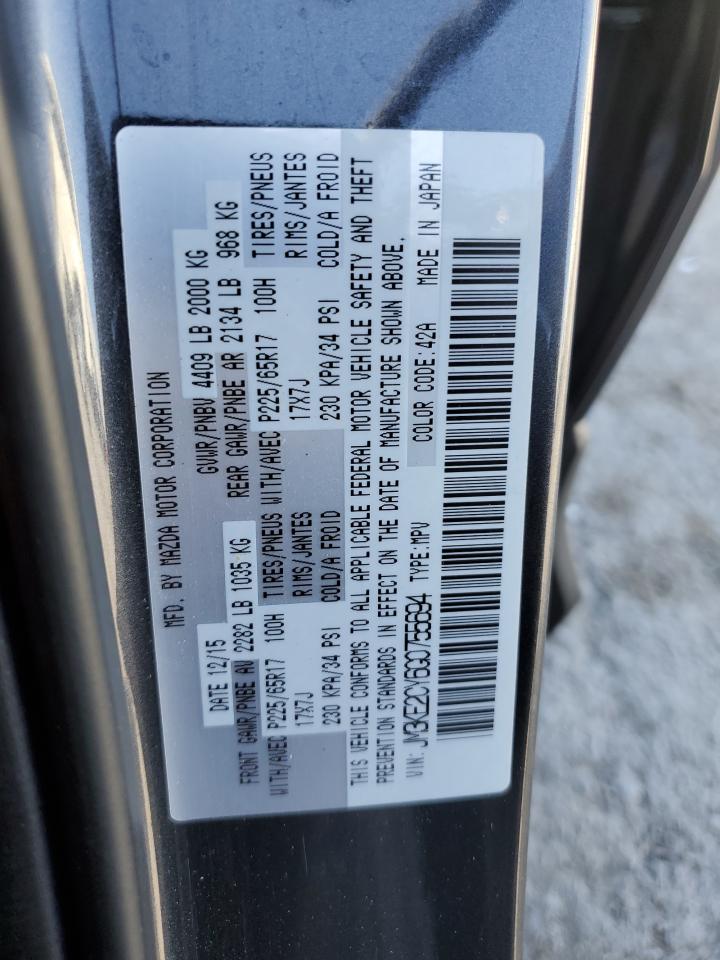 MFD. BY MAZDA MOTOR CORPORATION
DATE 12/15 GVWR/PNBV 4409 LB 2000 KG
FRONT GAWR/PNBE AV 2282 LB 1035 KG REAR GAWR/PNBE AR 2134 LB 968 KG
WITH/AVEC P225/65R17 100H TIRES/PNEUS WITH/AVEC P225/65R17 100H TIRES/PNEUS
17X7J RIMS/JANTES 17X7J RIMS/JANTES
230 KPA/34 PSI COLD/A FROID 230 KPA/34 PSI COLD/A FROID
THIS VEHICLE CONFORMS TO ALL APPLICABLE FEDERAL MOTOR VEHICLE SAFETY AND THEFT
PREVENTION STANDARDS IN EFFECT ON THE DATE OF MANUFACTURE SHOWN ABOVE.
VIN: JM3KE2CV6G0755694 TYPE: MPV COLOR CODE: 42A MADE IN JAPAN